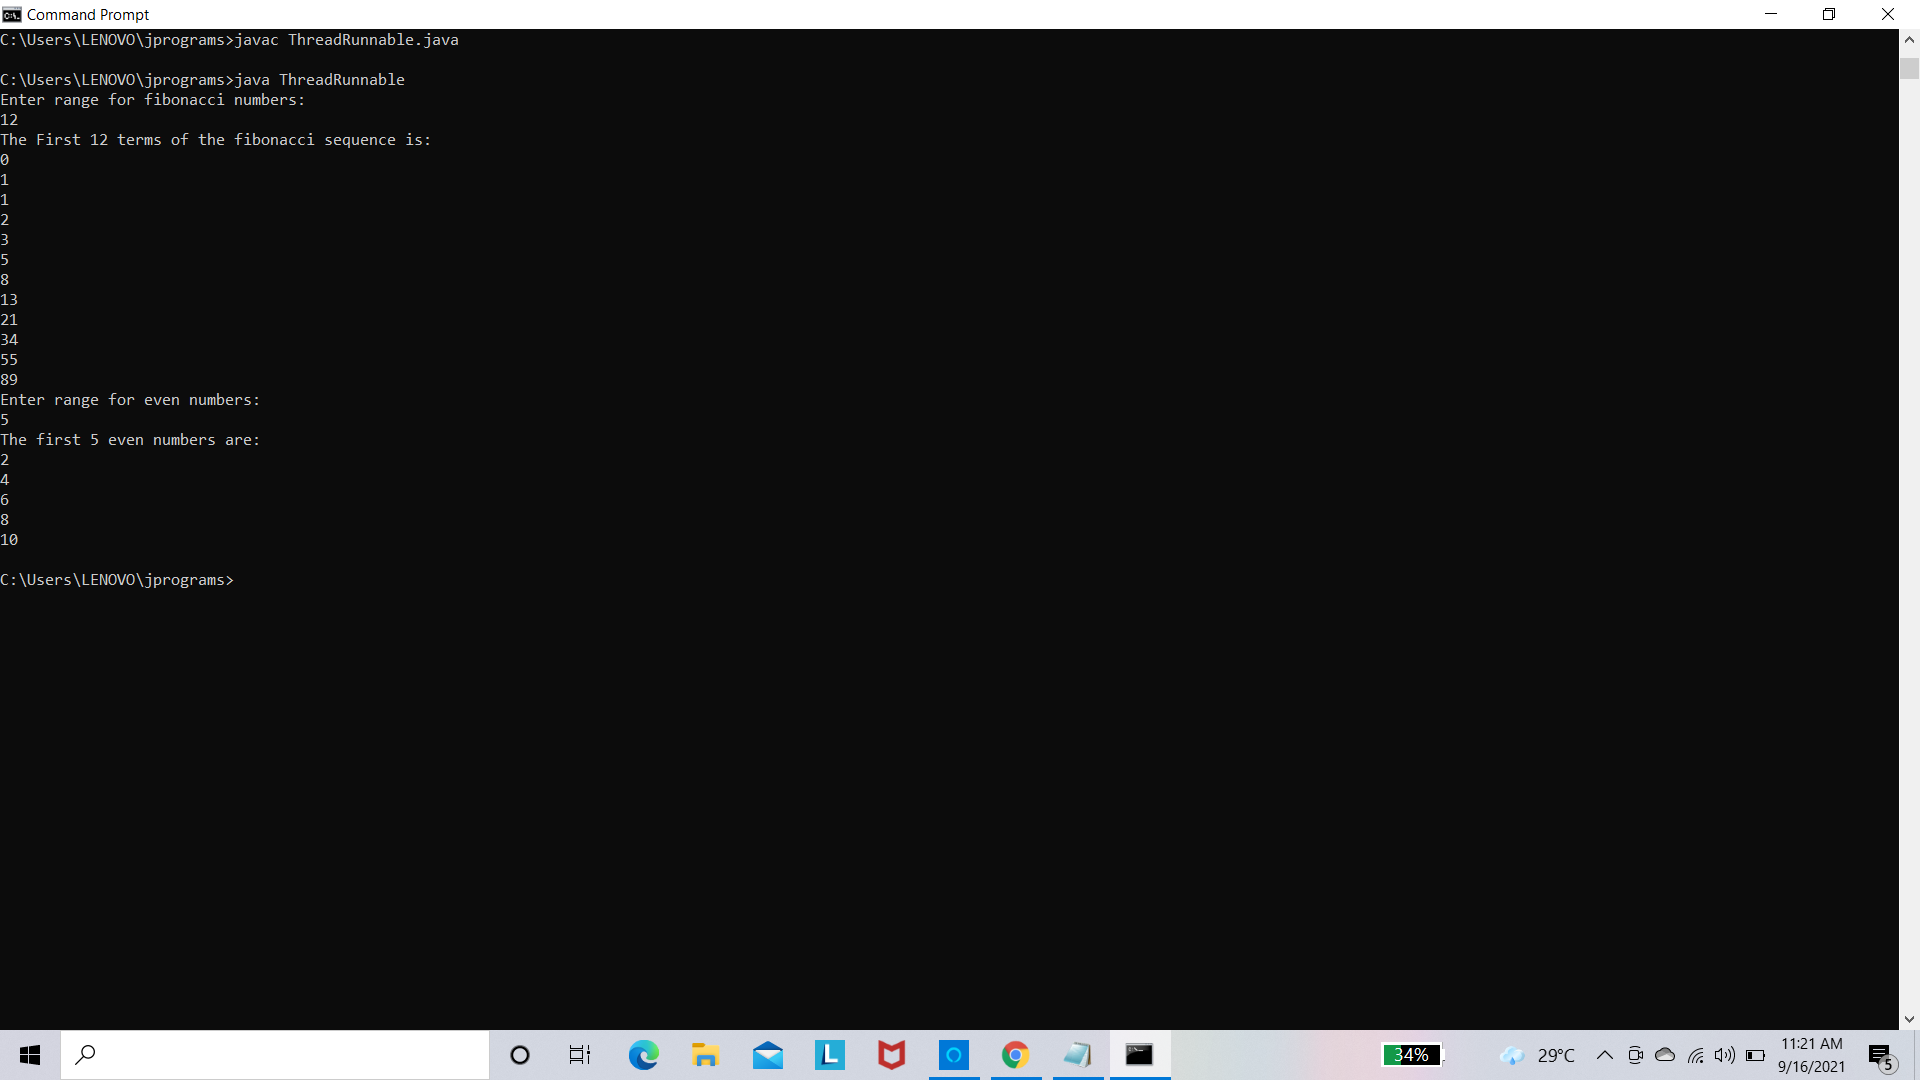 Command Prompt
C:\Users\LENOVO\jprograms>javac ThreadRunnable.java
C:\Users\LENOVO\jprograms>java ThreadRunnable
Enter range for fibonacci numbers:
12
The First 12 terms of the fibonacci sequence is:
0
1
1
2
3
5
8
13
21
34
55
89
Enter range for even numbers:
5
The first 5 even numbers are:
2
4
6
8
10
C:\Users\LENOVO\jprograms>
L
34%
29°C
11:21 AM
9/16/2021
5